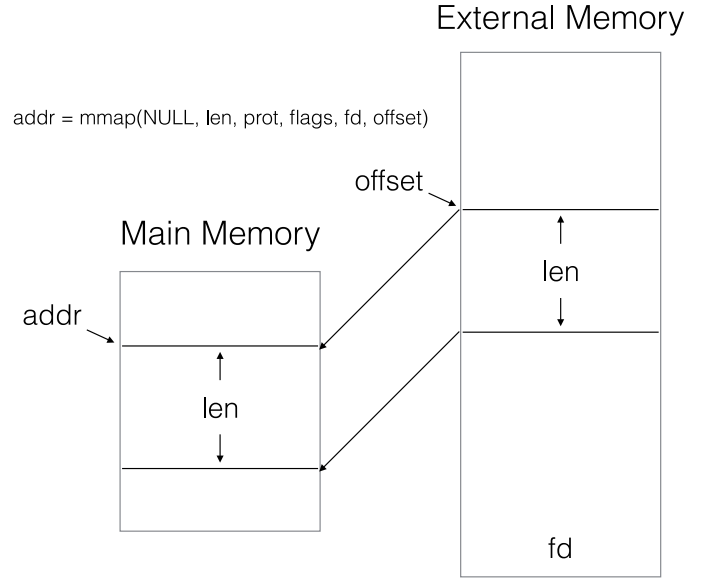 External Memory
addr = mmap(NULL, len, prot, flags, fd, offset)
offset
Main Memory
len
addr
len
fd